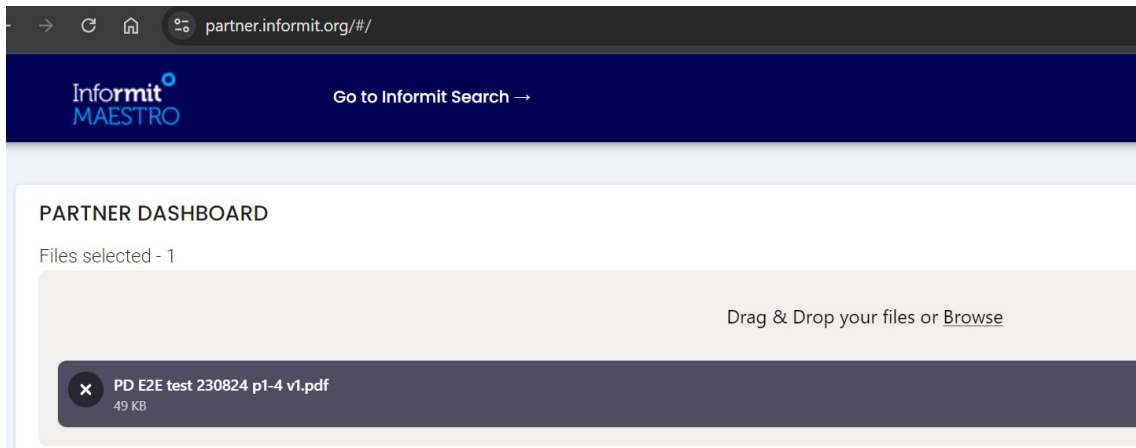 partner.informit.org/#/
Informit
MAESTRO
Go to Informit Search →
PARTNER DASHBOARD
Files selected - 1
Drag & Drop your files or Browse
PD E2E test 230824 p1-4 v1.pdf
49 KB